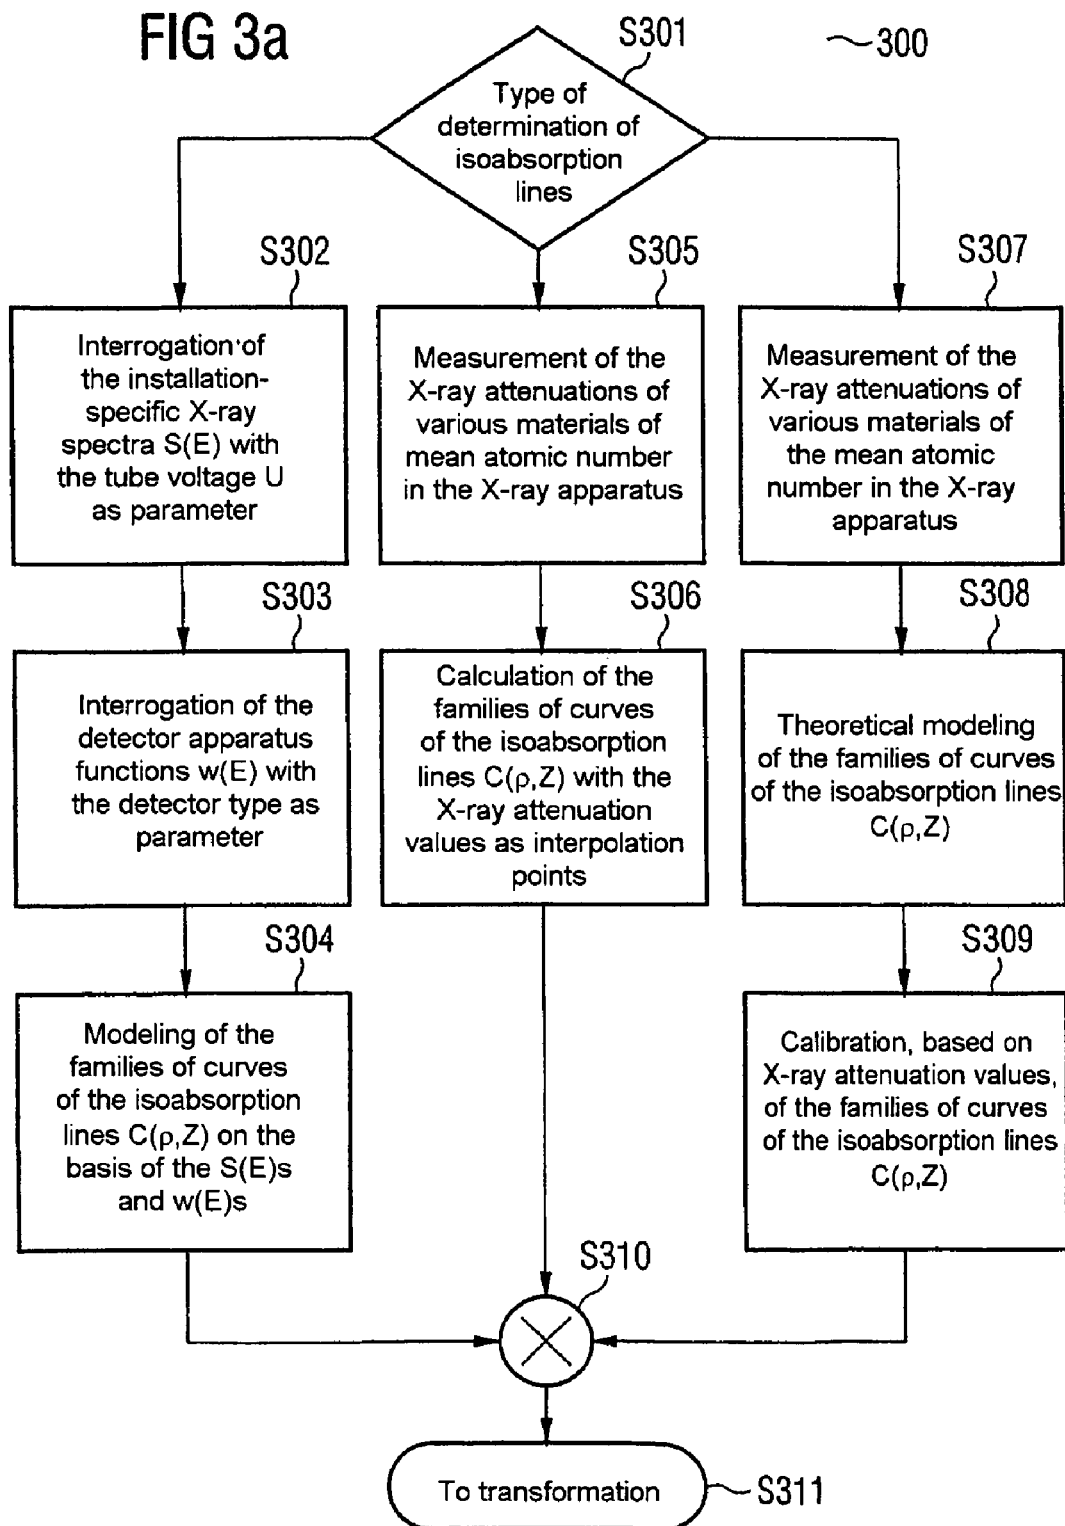 FIG 3a
S301
300
Type of
determination of
isoabsorption
lines
S302
Interrogation of
the installation-
specific X-ray
spectra S(E) with
the tube voltage U
as parameter
S305
Measurement of the
X-ray attenuations of
various materials of
mean atomic number
in the X-ray apparatus
S307
Measurement of the
X-ray attenuations of
various materials of
the mean atomic
number in the X-ray
apparatus
S303
Interrogation of the
detector apparatus
functions w(E) with
the detector type as
parameter
S306
Calculation of the
families of curves
of the isoabsorption
lines C(ρ,Z) with the
X-ray attenuation
values as interpolation
points
S308
Theoretical modeling
of the families of curves
of the isoabsorption lines
C(ρ,Z)
S304
Modeling of the
families of curves
of the isoabsorption
lines C(ρ,Z) on the
basis of the S(E)s
and w(E)s
S309
Calibration, based on
X-ray attenuation values,
of the families of curves
of the isoabsorption lines
C(ρ,Z)
S310
To transformation
S311